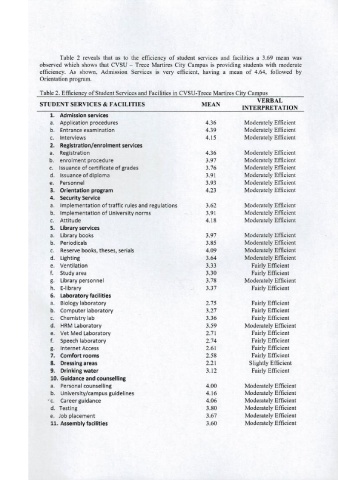 Table 2 reveals that as to the efficiency of student services and facilities a 3.69 mean was
observed which shows that CVSU – Trece Martires City Campus is providing students with moderate
efficiency. As shown, Admission Services is very efficient, having a mean of 4.64, followed by
Orientation program.
Table 2. Efficiency of Student Services and Facilities in CVSU-Trece Martires City Campus
STUDENT SERVICES & FACILITIES MEAN VERBAL INTERPRETATION
1. Admission services
a. Application procedures 4.36 Moderately Efficient
b. Entrance examination 4.39 Moderately Efficient
c. Interviews 4.15 Moderately Efficient
2. Registration/enrolment services
a. Registration 4.36 Moderately Efficient
b. enrolment procedure 3.97 Moderately Efficient
c. Issuance of certificate of grades 3.76 Moderately Efficient
d. Issuance of diploma 3.91 Moderately Efficient
e. Personnel 3.93 Moderately Efficient
3. Orientation program 4.23 Moderately Efficient
4. Security Service
a. Implementation of traffic rules and regulations 3.62 Moderately Efficient
b. Implementation of University norms 3.91 Moderately Efficient
c. Attitude 4.18 Moderately Efficient
5. Library services
a. Library books 3.97 Moderately Efficient
b. Periodicals 3.85 Moderately Efficient
c. Reserve books, theses, serials 4.09 Moderately Efficient
d. Lighting 3.64 Moderately Efficient
e. Ventilation 3.33 Fairly Efficient
f. Study area 3.30 Fairly Efficient
g. Library personnel 3.78 Moderately Efficient
h. E-library 3.37 Fairly Efficient
6. Laboratory facilities
a. Biology laboratory 2.75 Fairly Efficient
b. Computer laboratory 3.27 Fairly Efficient
c. Chemistry lab 3.36 Fairly Efficient
d. HRM Laboratory 3.59 Moderately Efficient
e. Vet Med Laboratory 2.71 Fairly Efficient
f. Speech laboratory 2.74 Fairly Efficient
g. Internet Access 2.61 Fairly Efficient
7. Comfort rooms 2.58 Fairly Efficient
8. Dressing areas 2.21 Slightly Efficient
9. Drinking water 3.12 Fairly Efficient
10. Guidance and counselling
a. Personal counselling 4.00 Moderately Efficient
b. University/campus guidelines 4.16 Moderately Efficient
c. Career guidance 4.06 Moderately Efficient
d. Testing 3.80 Moderately Efficient
e. Job placement 3.67 Moderately Efficient
11. Assembly facilities 3.60 Moderately Efficient